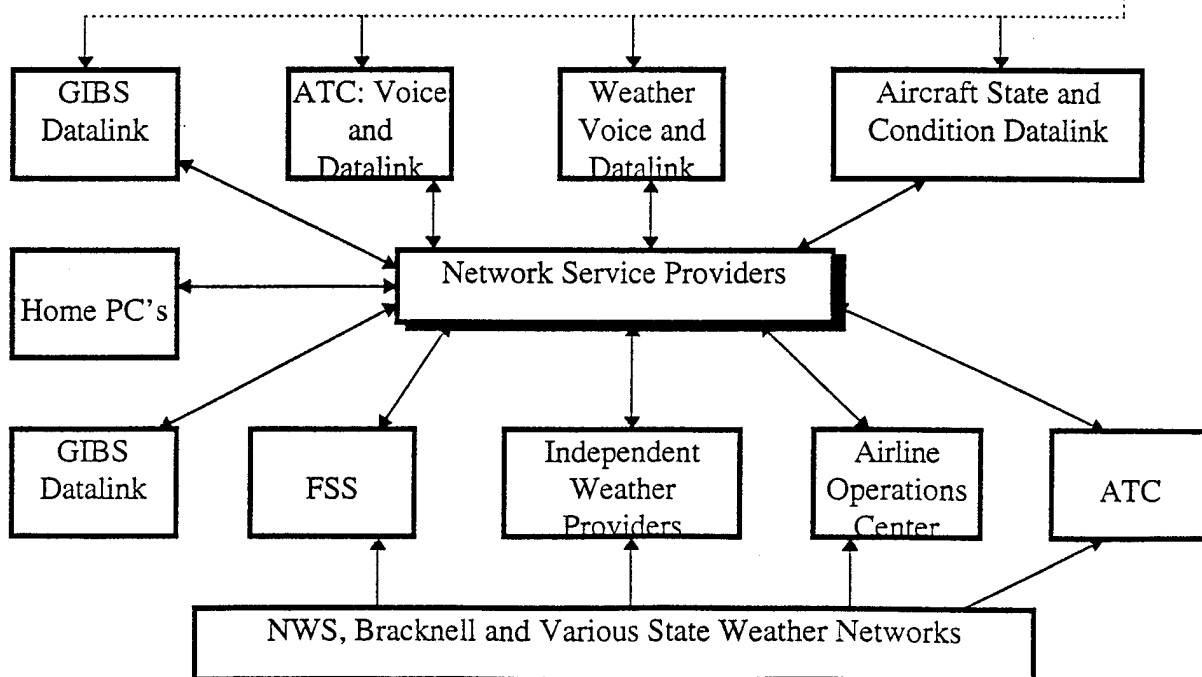 GIBS
Datalink
ATC: Voice
and
Datalink
Weather
Voice and
Datalink
Aircraft State and
Condition Datalink
Network Service Providers
Home PC's
GIBS
Datalink
FSS
Independent
Weather
Providers
Airline
Operations
Center
ATC
NWS, Bracknell and Various State Weather Networks